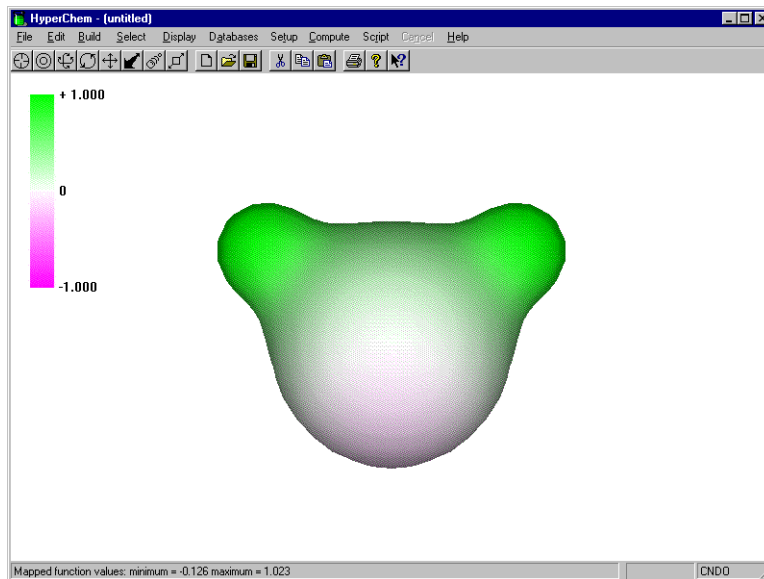 HyperChem - (untitled)
File Edit Build Select Display Databases Setup Compute Script Cancel Help
+ 1.000
0
-1.000
Mapped function values: minimum = -0.126 maximum = 1.023
CNDO